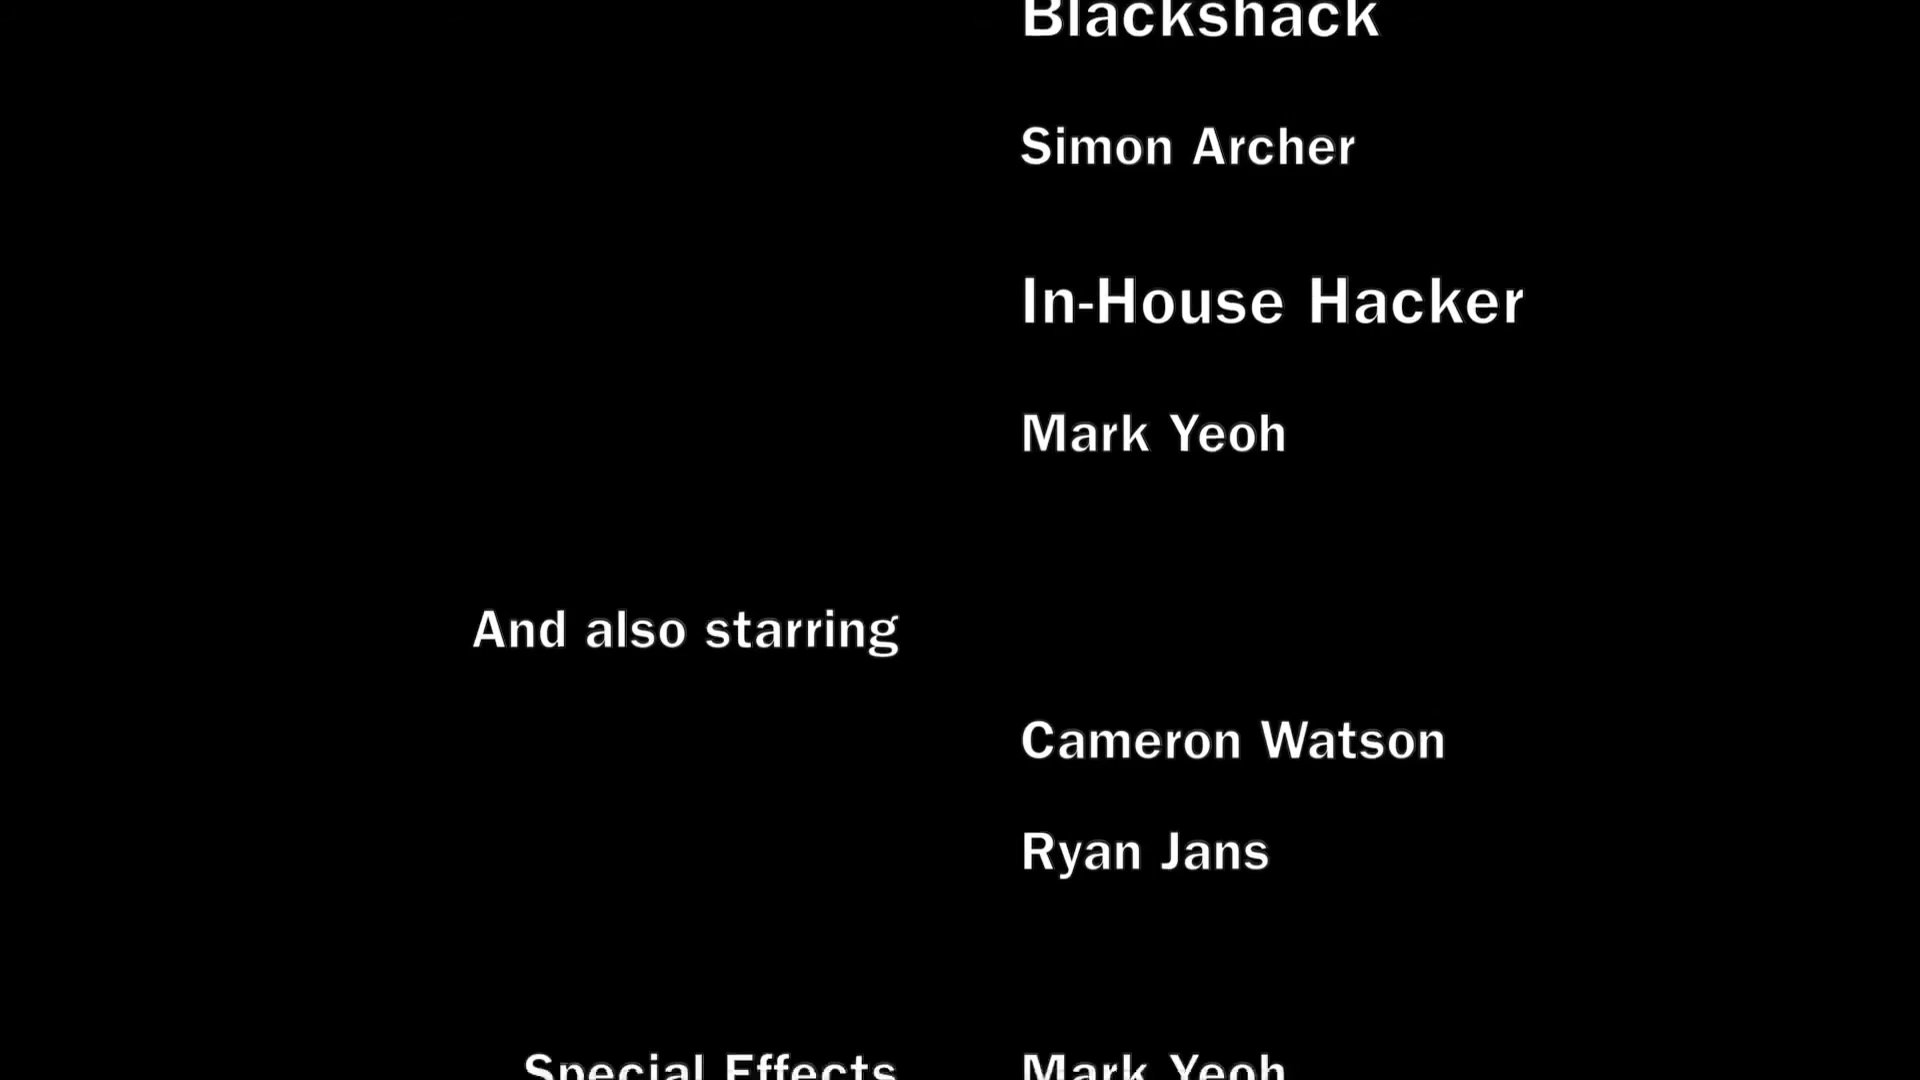 Blackshack
Simon Archer
In-House Hacker
Mark Yeoh
And also starring
Cameron Watson
Ryan Jans
Special Effects Mark Yeoh